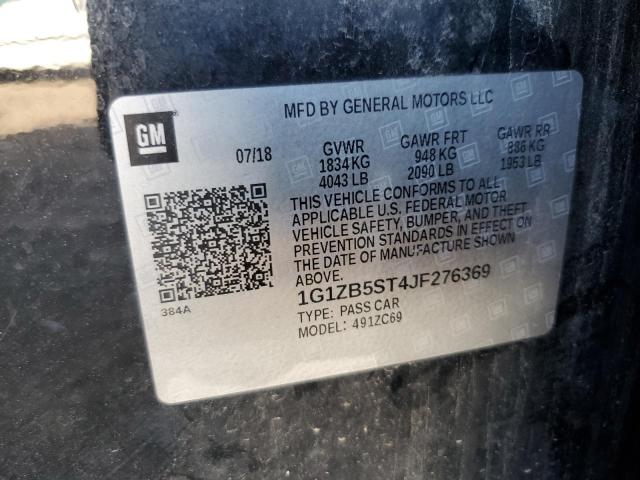 MFD BY GENERAL MOTORS LLC
GM
07/18
GVWR
1834 KG
4043 LB
GAWR FRT
948 KG
2090 LB
GAWR RR
886 KG
1953 LB
THIS VEHICLE CONFORMS TO ALL
APPLICABLE U.S. FEDERAL MOTOR
VEHICLE SAFETY, BUMPER, AND THEFT
PREVENTION STANDARDS IN EFFECT ON
THE DATE OF MANUFACTURE SHOWN
ABOVE.
1G1ZB5ST4JF276369
TYPE: PASS CAR
MODEL: 491ZC69
384A